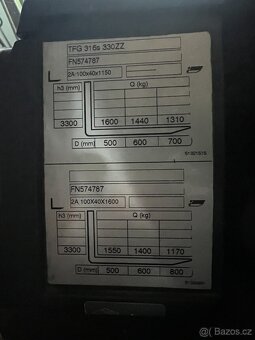 TFG 316s 330ZZ
FN574787
2A:100x40x1150
h3 (mm) Q (kg)
3300 1600 1440 1310
D (mm) 500 600 700
FN574787
2A 100X40X1600
h3 (mm) Q (kg)
3300 1550 1400 1170
D (mm) 500 600 800
Bazoš.cz